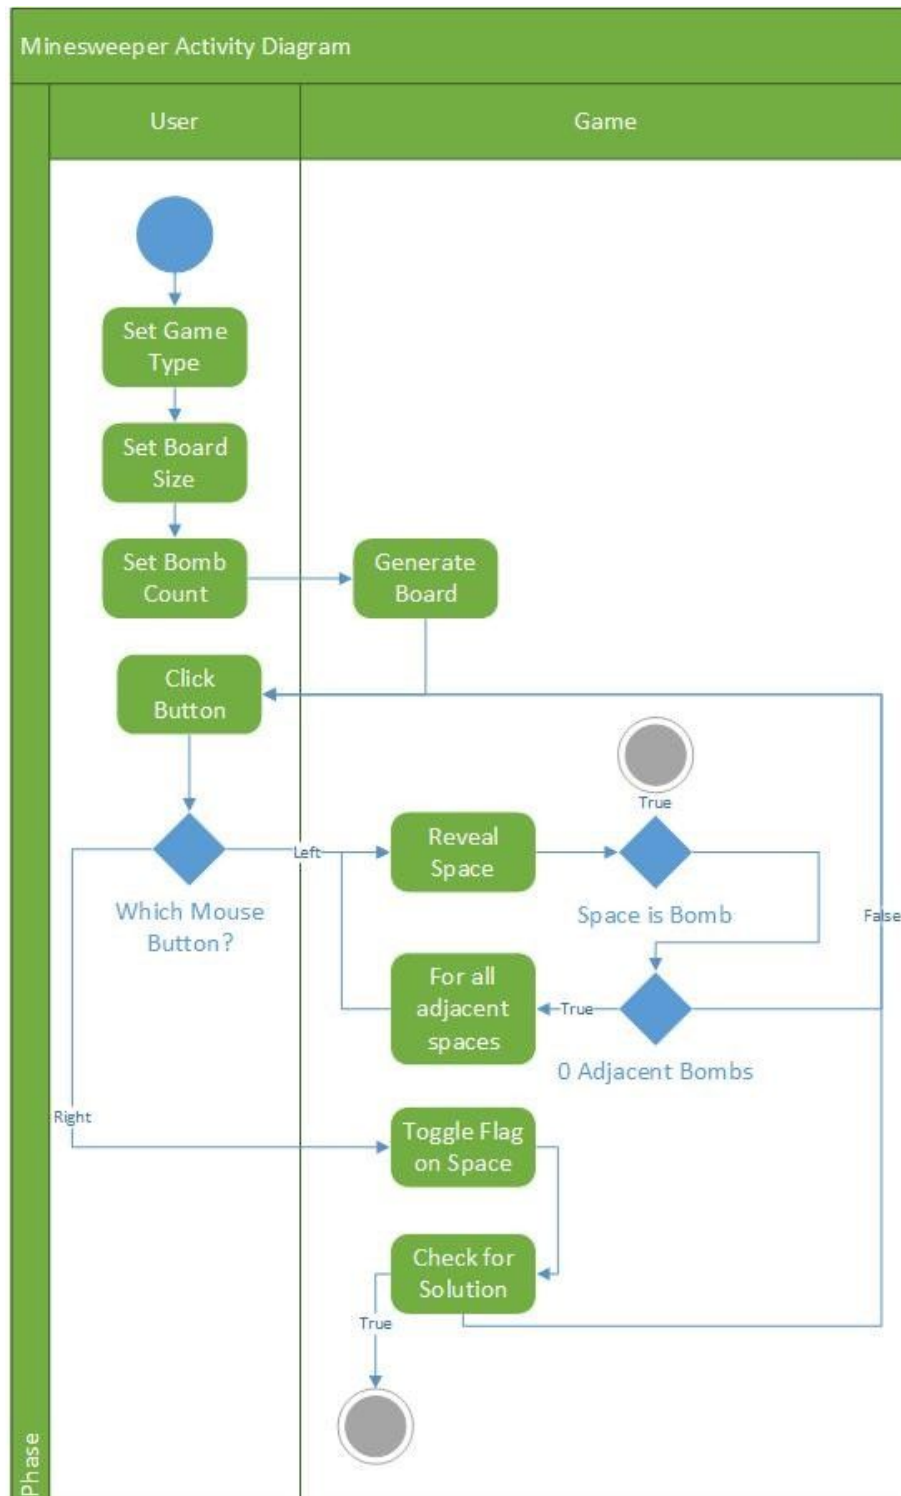 Minesweeper Activity Diagram
User
Game
Set Game
Type
Set Board
Size
Set Bomb
Count
Generate
Board
Click
Button
True
Left
Reveal
Space
Which Mouse
Button?
Space is Bomb
False
For all
adjacent
spaces
True
0 Adjacent Bombs
Right
Toggle Flag
on Space
Check for
Solution
True
Phase